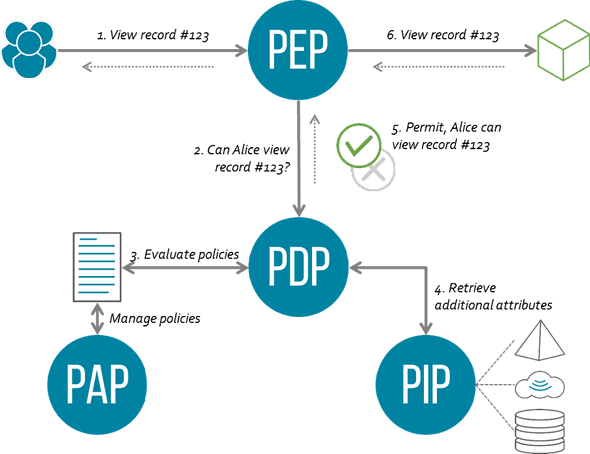 1. View record #123
PEP
6. View record #123
2. Can Alice view
record #123?
5. Permit, Alice can
view record #123
3. Evaluate policies
PDP
4. Retrieve
additional attributes
Manage policies
PAP
PIP